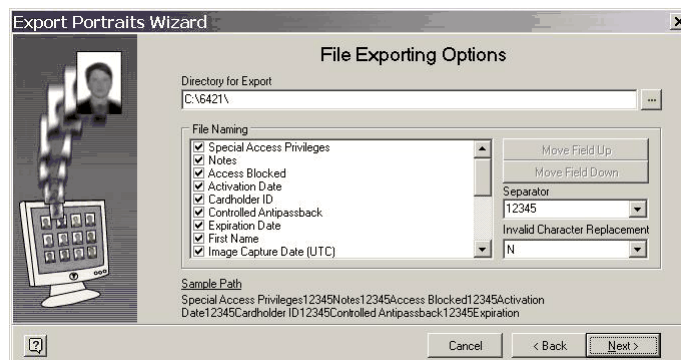 Export Portraits Wizard
File Exporting Options
Directory for Export
C:\6421\
...
File Naming
Special Access Privileges
Notes
Access Blocked
Activation Date
Cardholder ID
Controlled Antipassback
Expiration Date
First Name
Image Capture Date (UTC)
Move Field Up
Move Field Down
Separator
12345
Invalid Character Replacement
N
Sample Path
Special Access Privileges12345Notes12345Access Blocked12345Activation
Date12345Cardholder ID12345Controlled Antipassback12345Expiration
?
Cancel
< Back
Next >